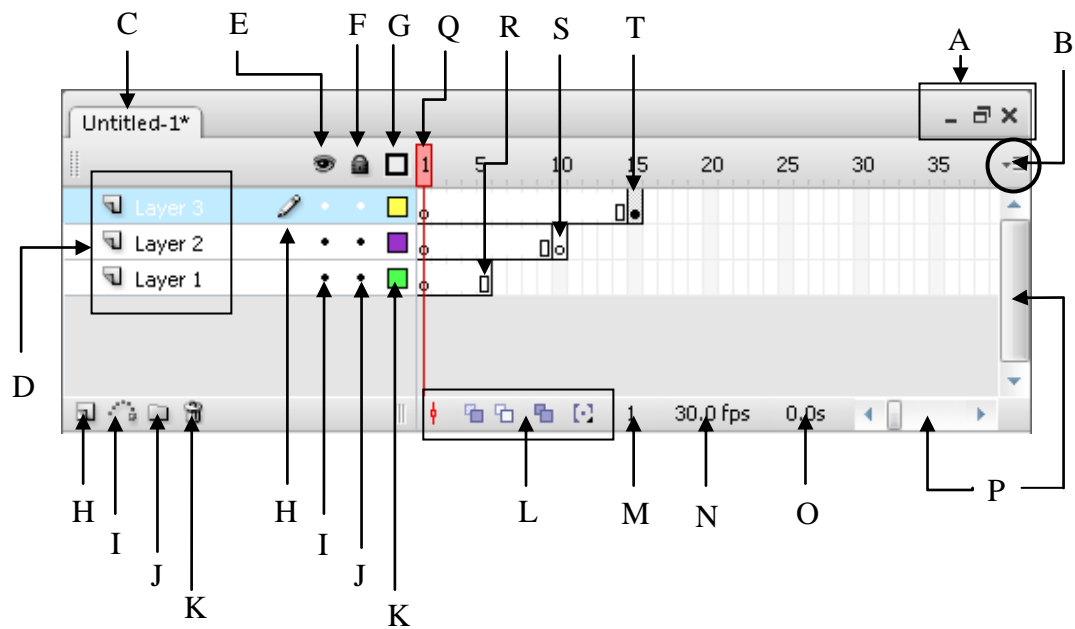 C E F G Q R S T A B
Untitled-1*
1 5 10 15 20 25 30 35
Layer 3
Layer 2
Layer 1
D
1 30.0 fps 0.0s
H I J K H I J K L M N O P